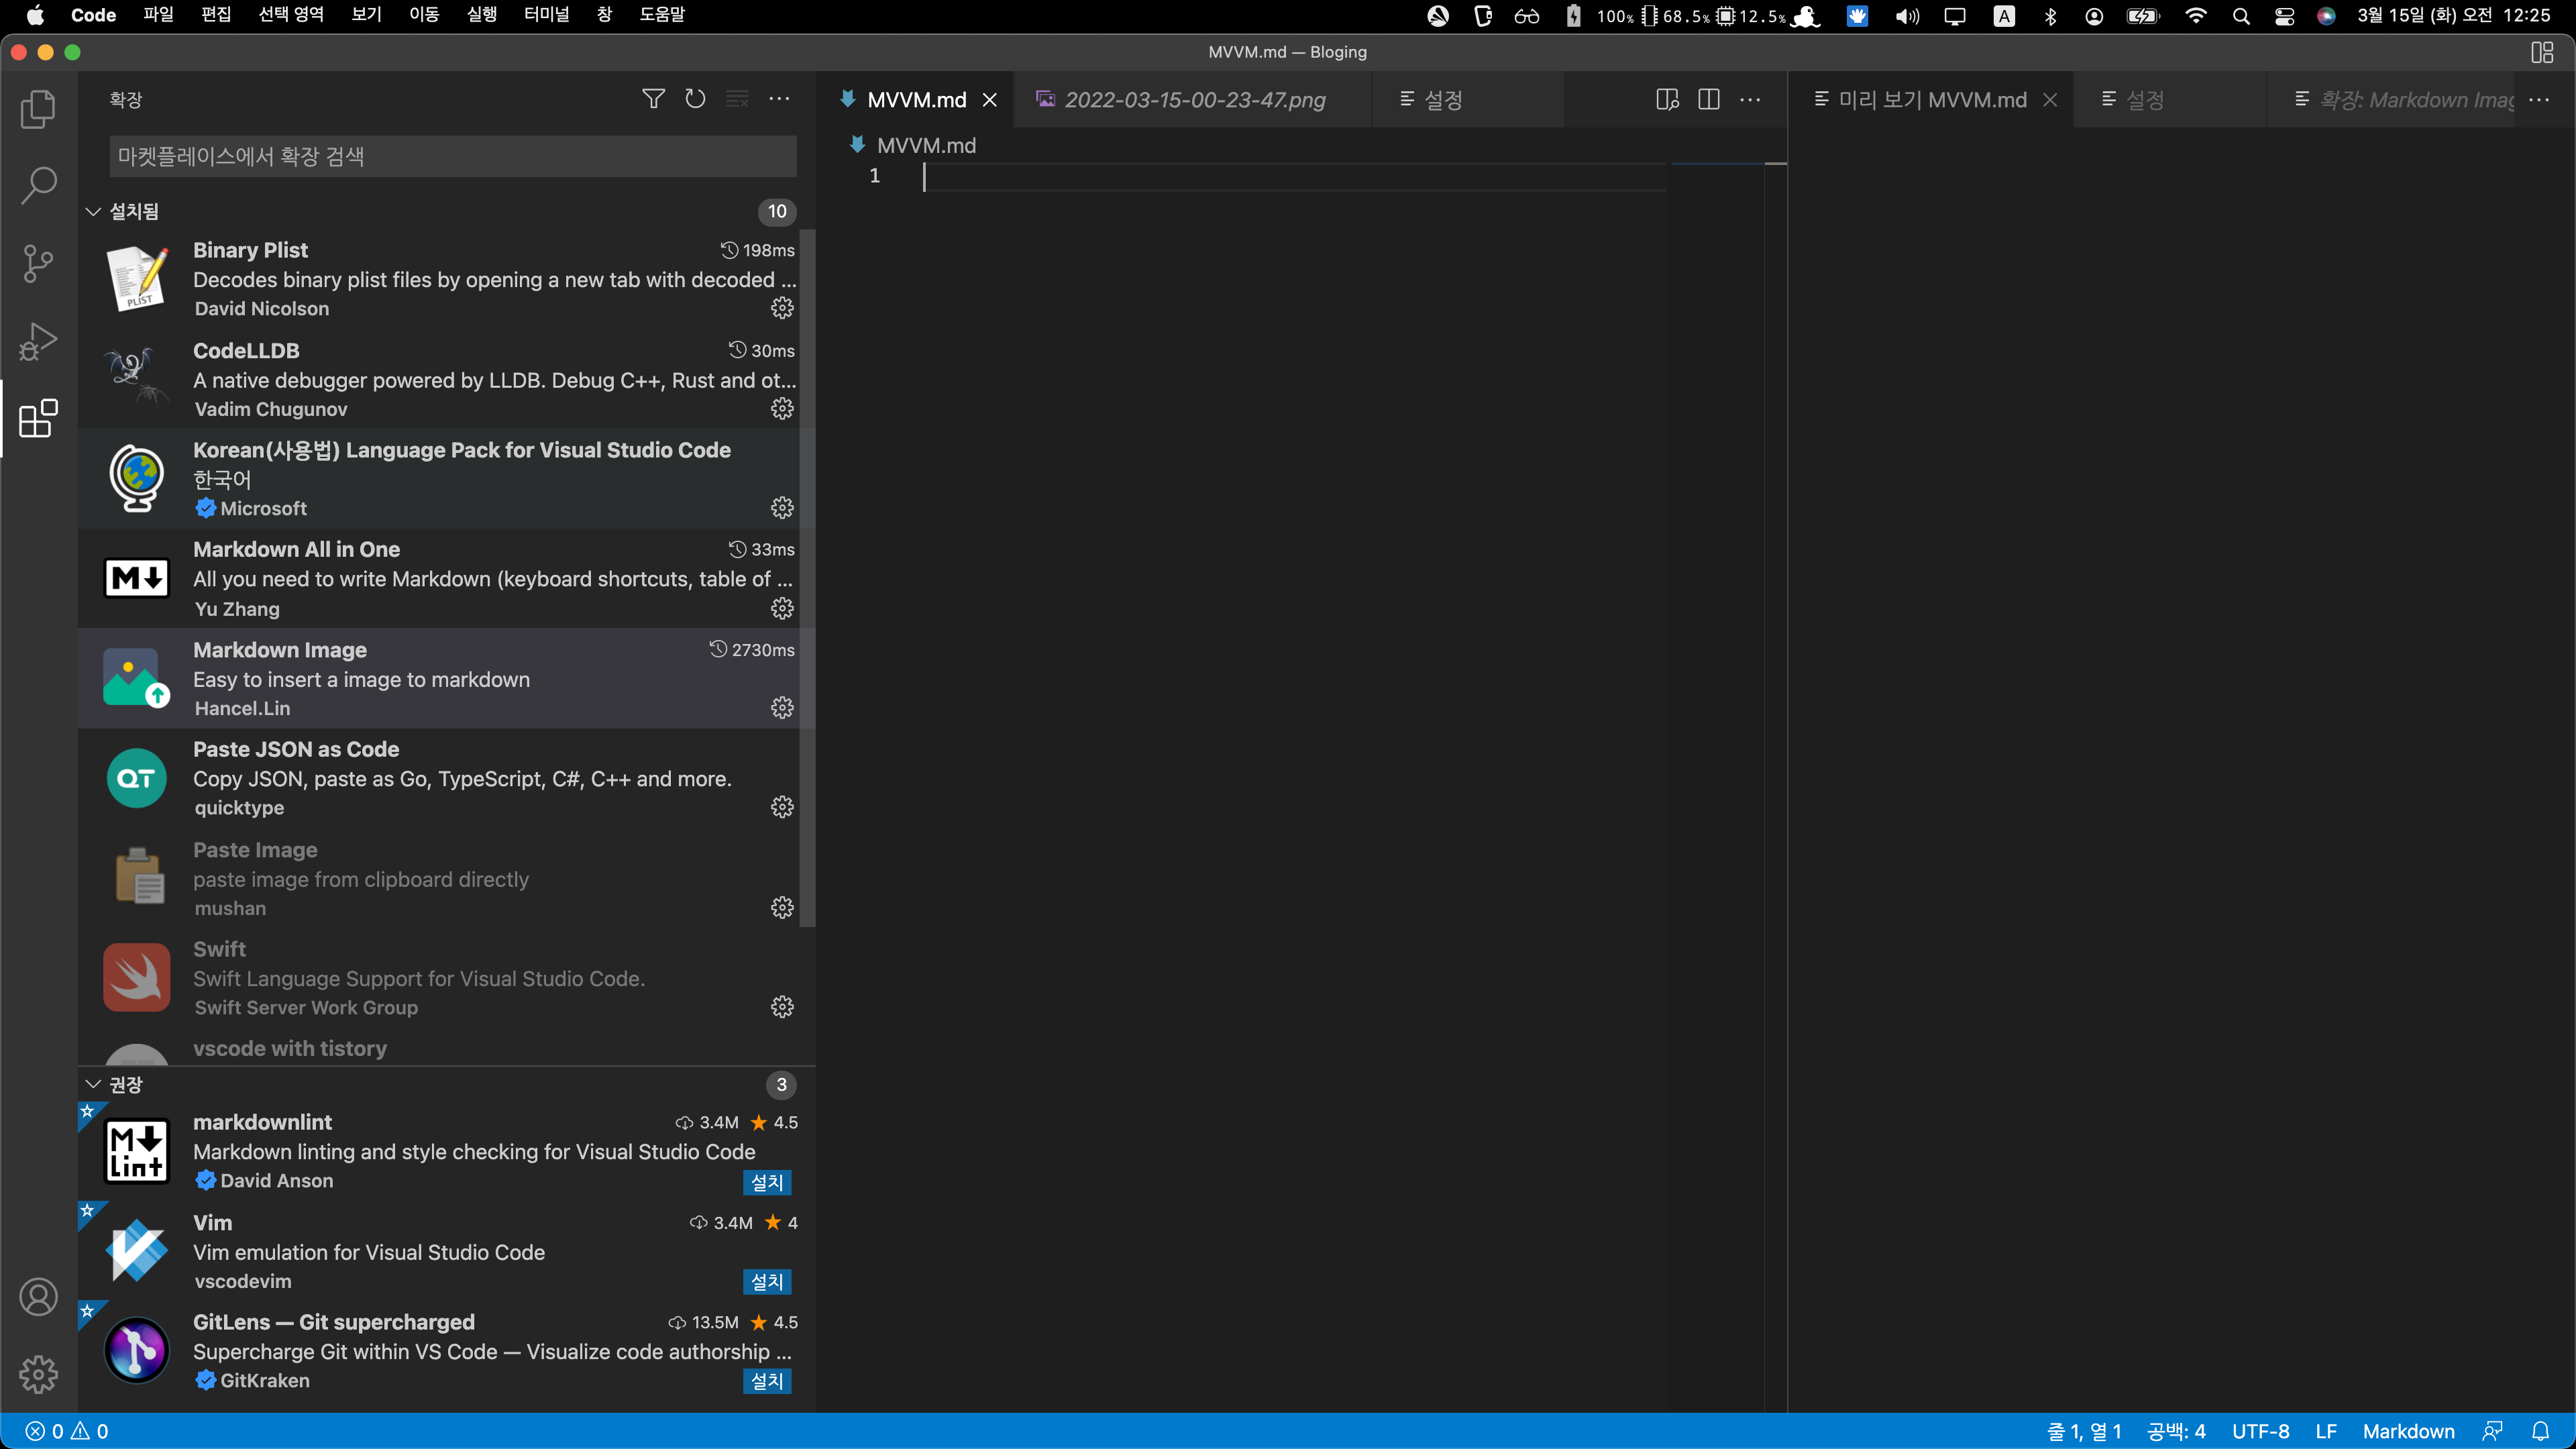 Code 파일 편집 선택 영역 보기 이동 실행 터미널 창 도움말 100% 68.5% 12.5% A 3월 15일 (화) 오전 12:25
MVVM.md — Bloging
확장
마켓플레이스에서 확장 검색
설치됨 10
Binary Plist 198ms
Decodes binary plist files by opening a new tab with decoded ...
David Nicolson
PLIST
CodeLLDB 30ms
A native debugger powered by LLDB. Debug C++, Rust and ot...
Vadim Chugunov
Korean(사용법) Language Pack for Visual Studio Code
한국어
Microsoft
Markdown All in One 33ms
All you need to write Markdown (keyboard shortcuts, table of ...
Yu Zhang
M
Markdown Image 2730ms
Easy to insert a image to markdown
Hancel.Lin
Paste JSON as Code
Copy JSON, paste as Go, TypeScript, C#, C++ and more.
quicktype
QT
Paste Image
paste image from clipboard directly
mushan
Swift
Swift Language Support for Visual Studio Code.
Swift Server Work Group
vscode with tistory
권장 3
markdownlint 3.4M 4.5
Markdown linting and style checking for Visual Studio Code
David Anson 설치
M
Lint
Vim 3.4M 4
Vim emulation for Visual Studio Code
vscodevim 설치
GitLens — Git supercharged 13.5M 4.5
Supercharge Git within VS Code — Visualize code authorship ...
GitKraken 설치
MVVM.md 2022-03-15-00-23-47.png 설정
MVVM.md
1
미리 보기 MVVM.md 설정 확장: Markdown Imag
0 0 줄 1, 열 1 공백: 4 UTF-8 LF Markdown